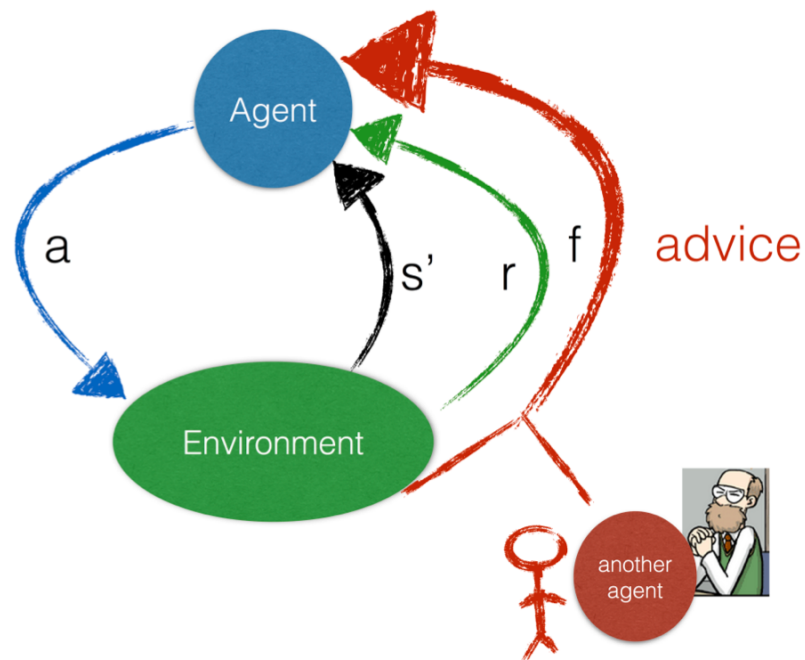 Agent
a
s’
r
f
advice
Environment
another
agent